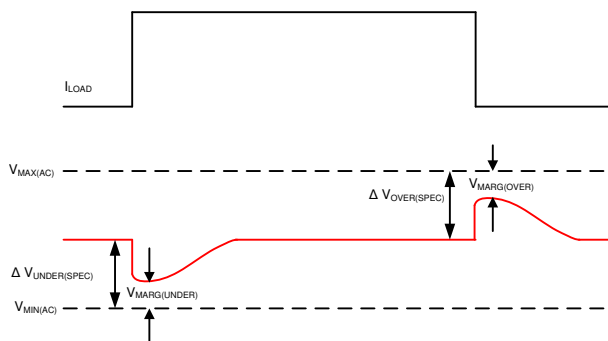 ILOAD
VMAX(AC)
Δ VOVER(SPEC)
VMARG(OVER)
Δ VUNDER(SPEC)
VMARG(UNDER)
VMIN(AC)